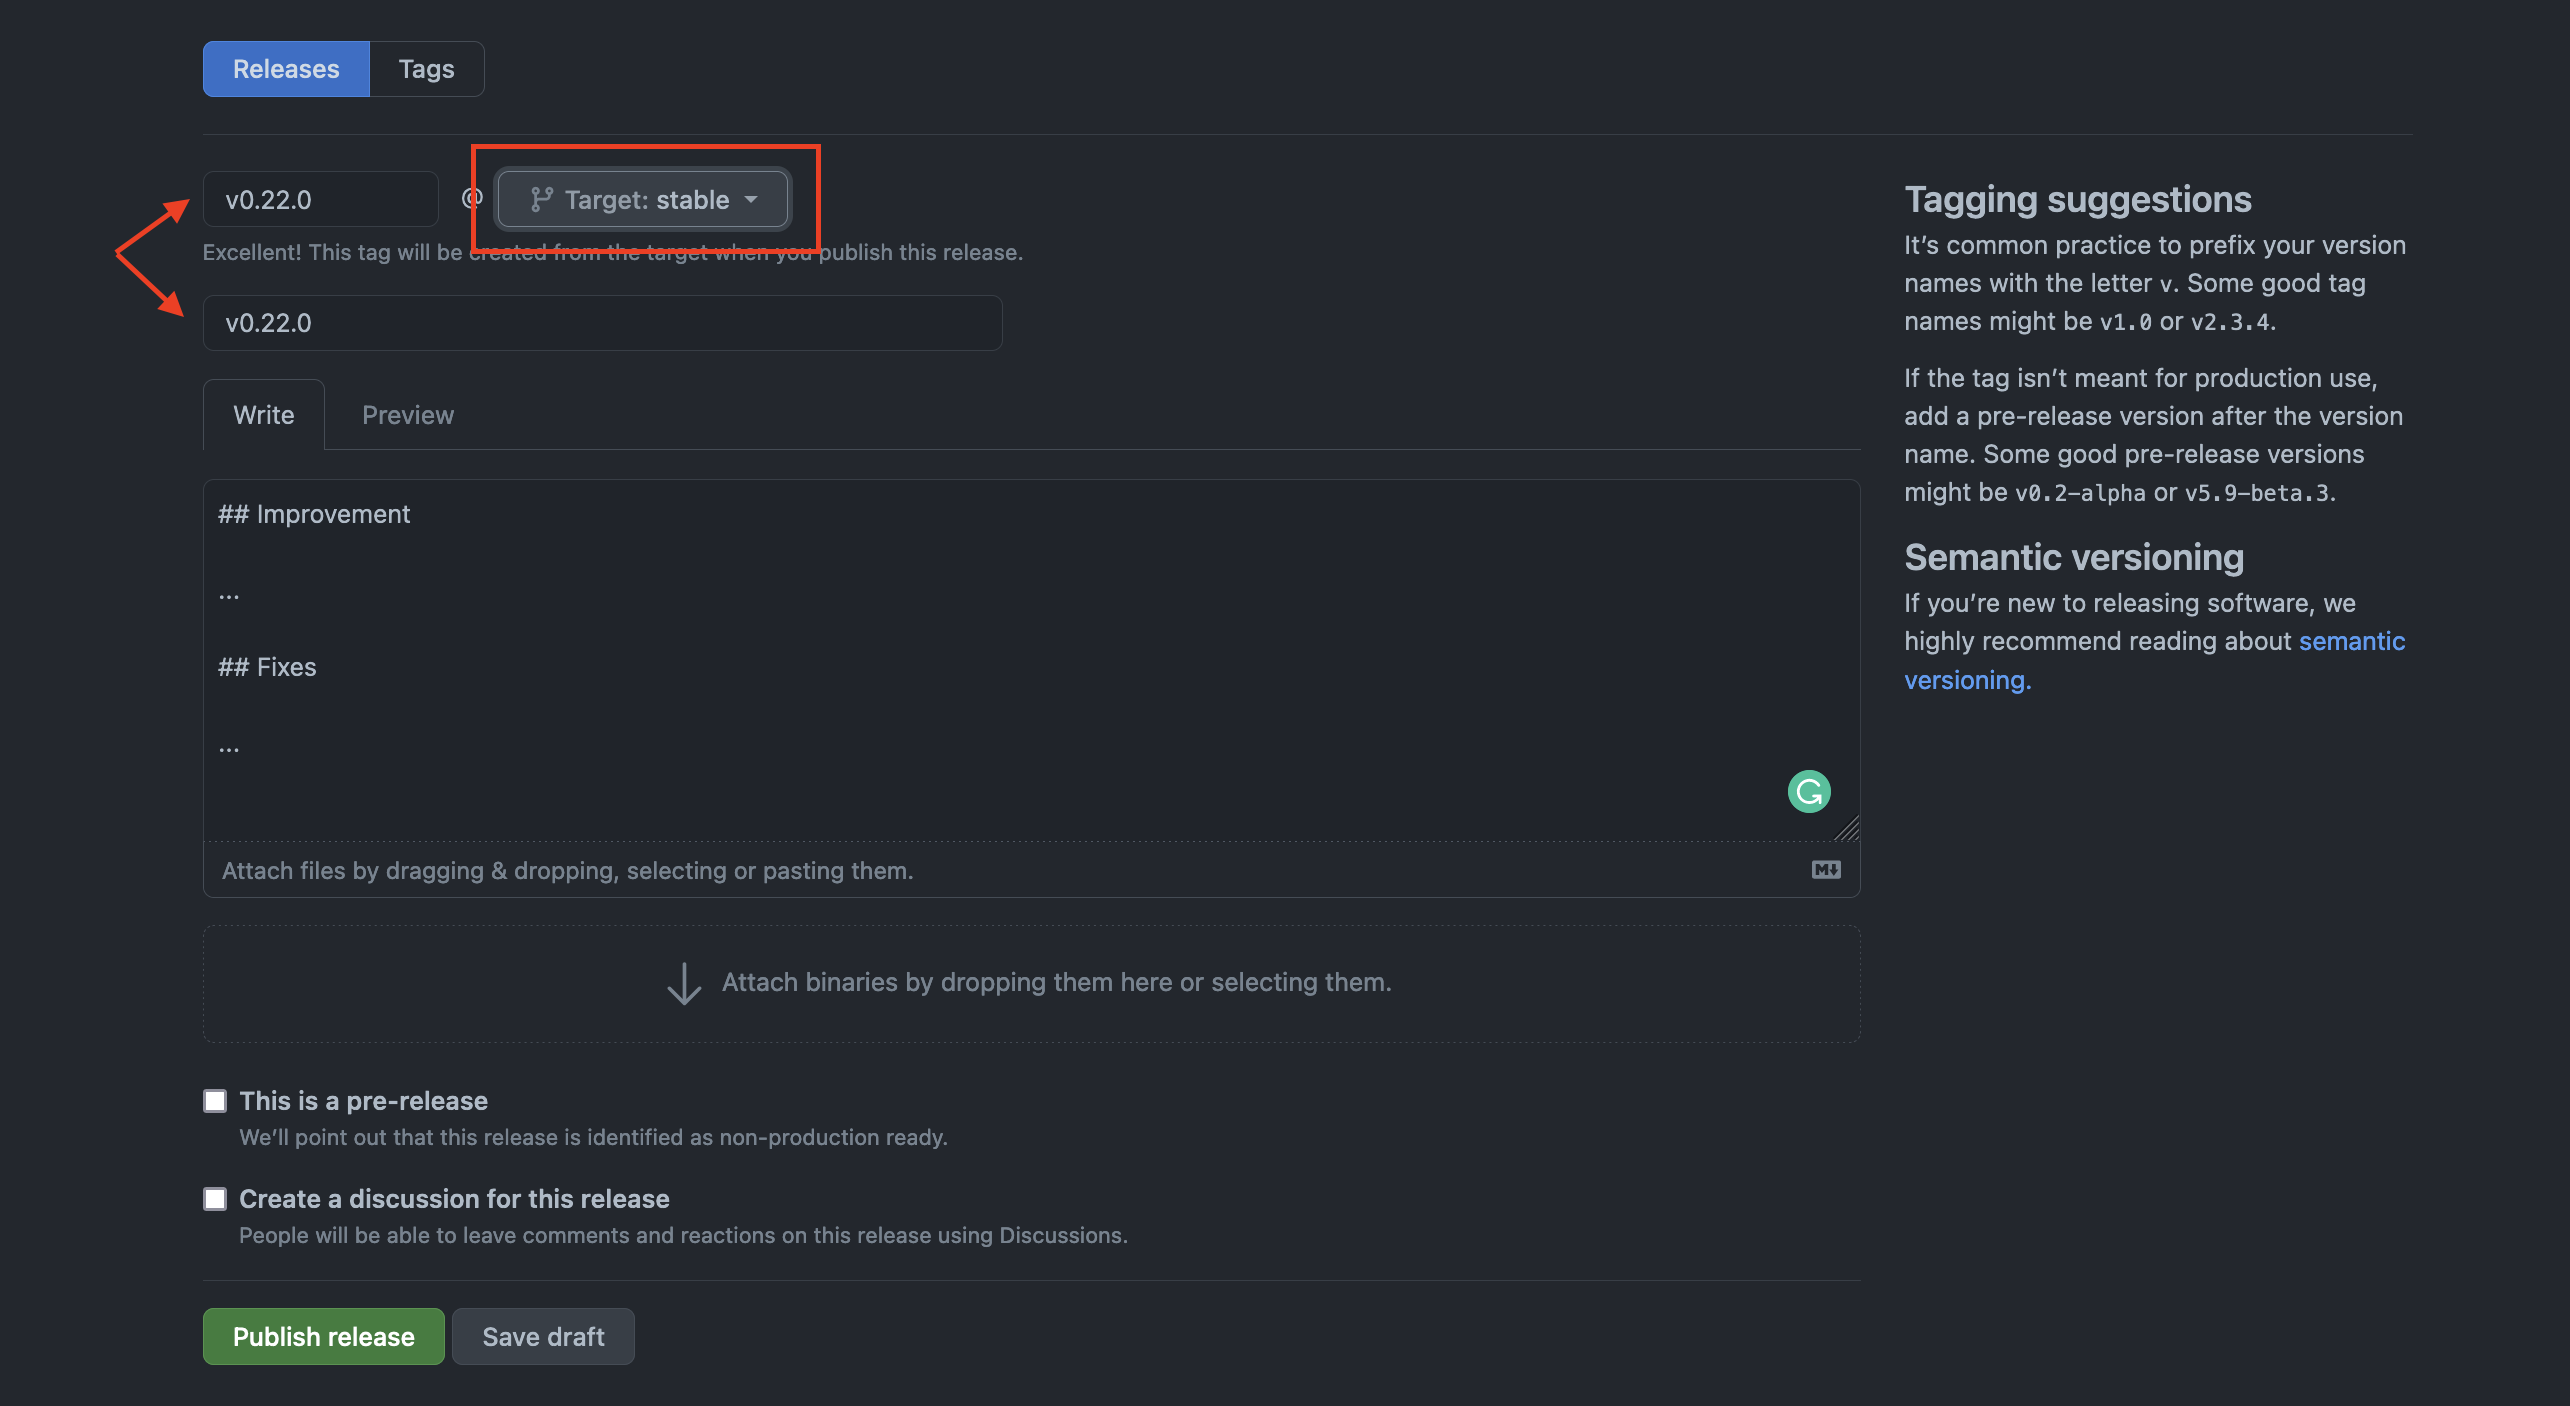 Releases
Tags
v0.22.0
@
Target: stable
Excellent! This tag will be created from the target when you publish this release.
v0.22.0
Write
Preview
## Improvement
...
## Fixes
...
Attach files by dragging & dropping, selecting or pasting them.
Attach binaries by dropping them here or selecting them.
This is a pre-release
We’ll point out that this release is identified as non-production ready.
Create a discussion for this release
People will be able to leave comments and reactions on this release using Discussions.
Publish release
Save draft
Tagging suggestions
It’s common practice to prefix your version
names with the letter v. Some good tag
names might be v1.0 or v2.3.4.
If the tag isn’t meant for production use,
add a pre-release version after the version
name. Some good pre-release versions
might be v0.2-alpha or v5.9-beta.3.
Semantic versioning
If you’re new to releasing software, we
highly recommend reading about semantic
versioning.